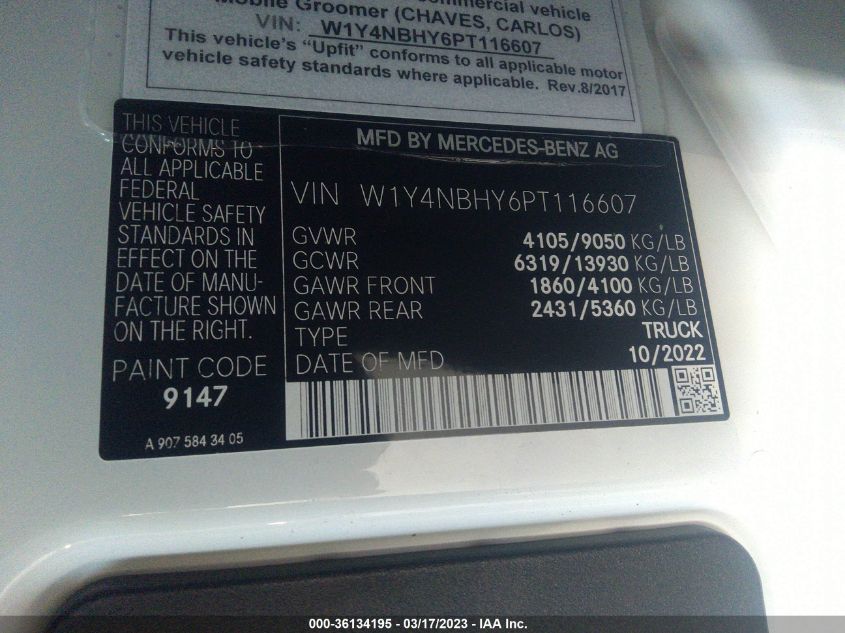 commercial vehicle
Mobile Groomer (CHAVES, CARLOS)
VIN: W1Y4NBHY6PT116607
This vehicle's "Upfit" conforms to all applicable motor
vehicle safety standards where applicable. Rev.8/2017
THIS VEHICLE
CONFORMS TO
ALL APPLICABLE
FEDERAL
VEHICLE SAFETY
STANDARDS IN
EFFECT ON THE
DATE OF MANU-
FACTURE SHOWN
ON THE RIGHT.
PAINT CODE
9147
A 907 584 34 05
MFD BY MERCEDES-BENZ AG
VIN W1Y4NBHY6PT116607
GVWR 4105/9050 KG/LB
GCWR 6319/13930 KG/LB
GAWR FRONT 1860/4100 KG/LB
GAWR REAR 2431/5360 KG/LB
TYPE TRUCK
DATE OF MFD 10/2022
000-36134195 - 03/17/2023 - IAA Inc.